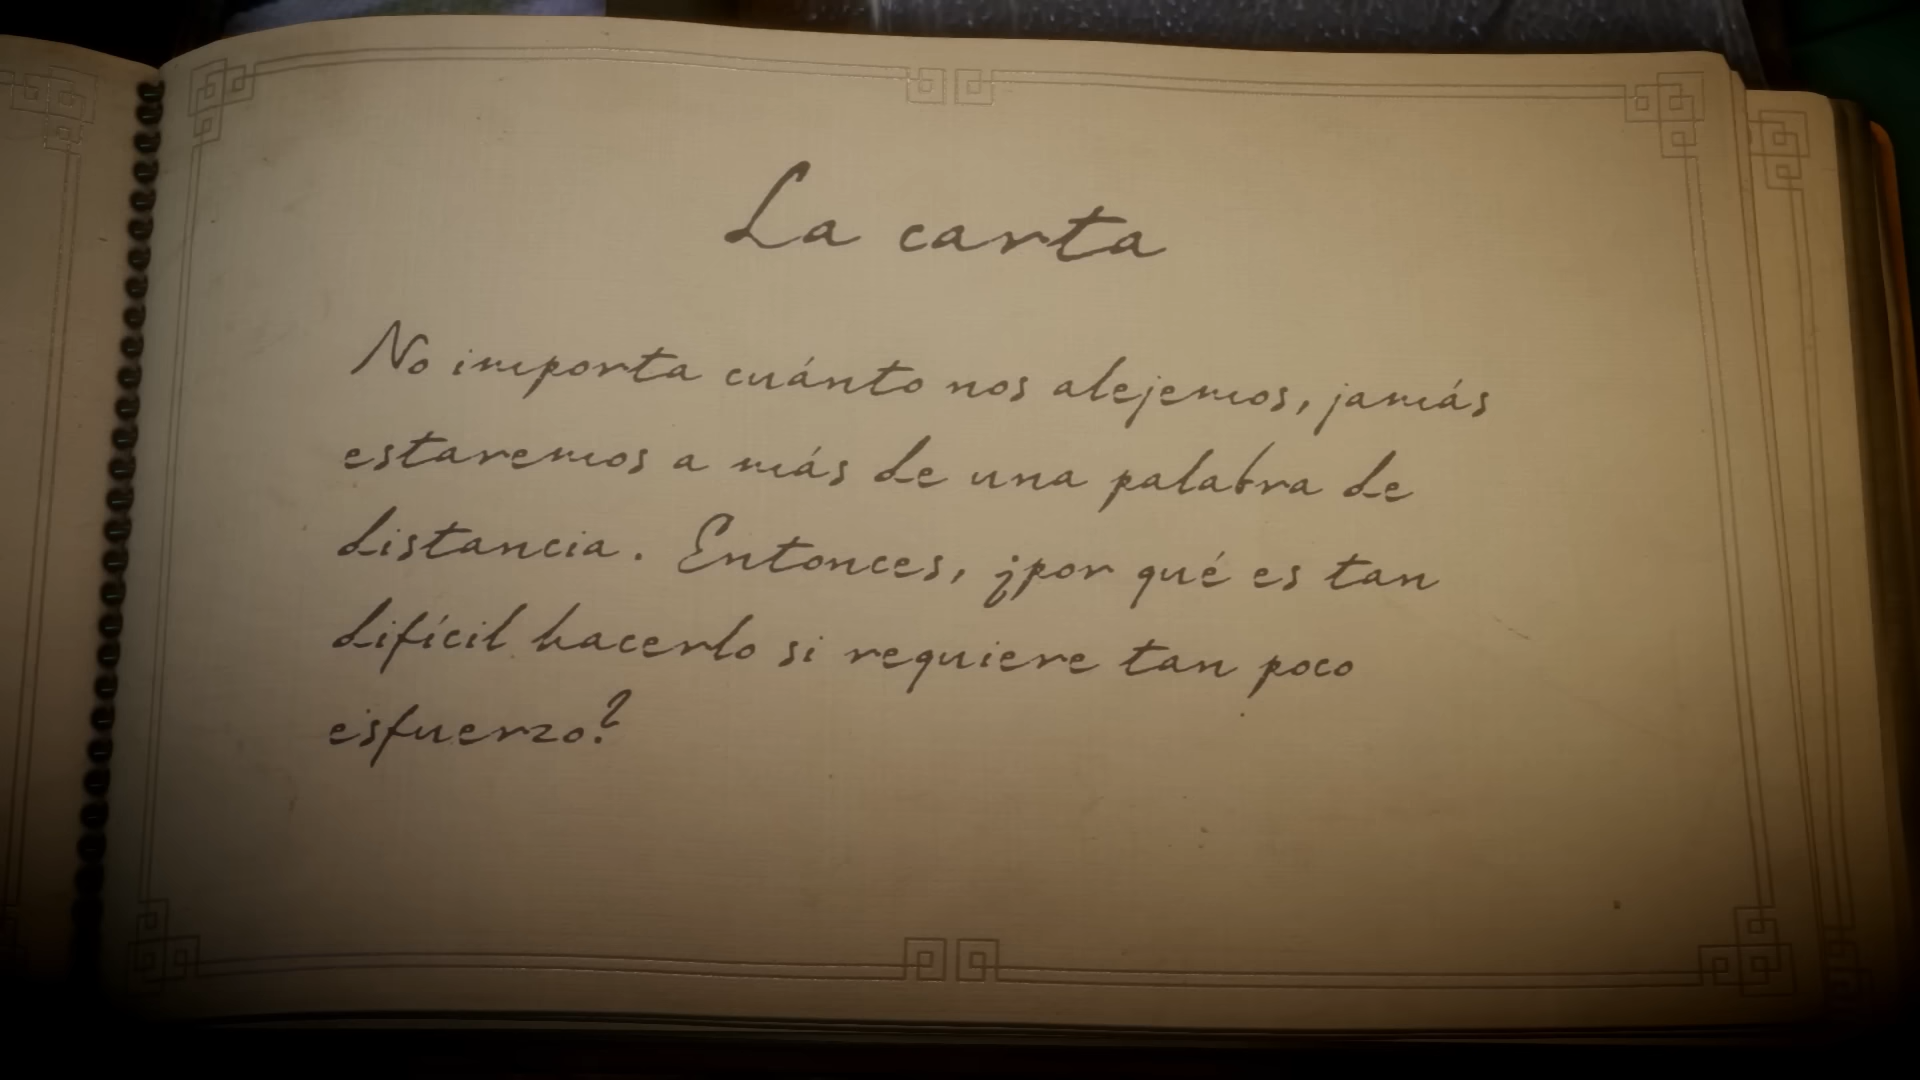 La carta
No importa cuánto nos alejemos, jamás
estaremos a más de una palabra de
distancia. Entonces, ¿por qué es tan
difícil hacerlo si requiere tan poco
esfuerzo?